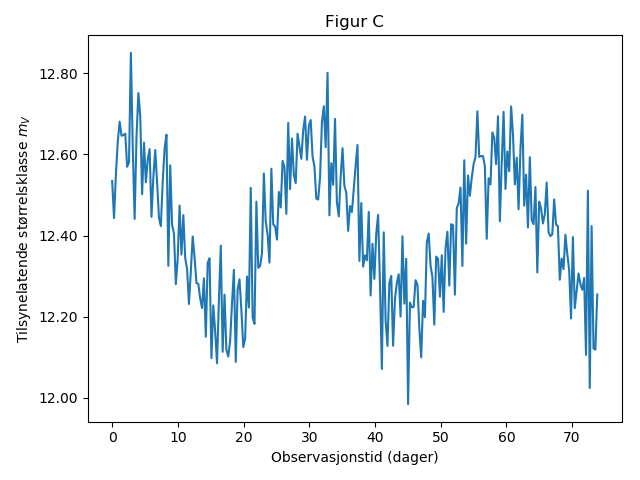 Figur C
Tilsynelatende størrelsklasse m_V
12.80
12.60
12.40
12.20
12.00
0 10 20 30 40 50 60 70
Observasjonstid (dager)